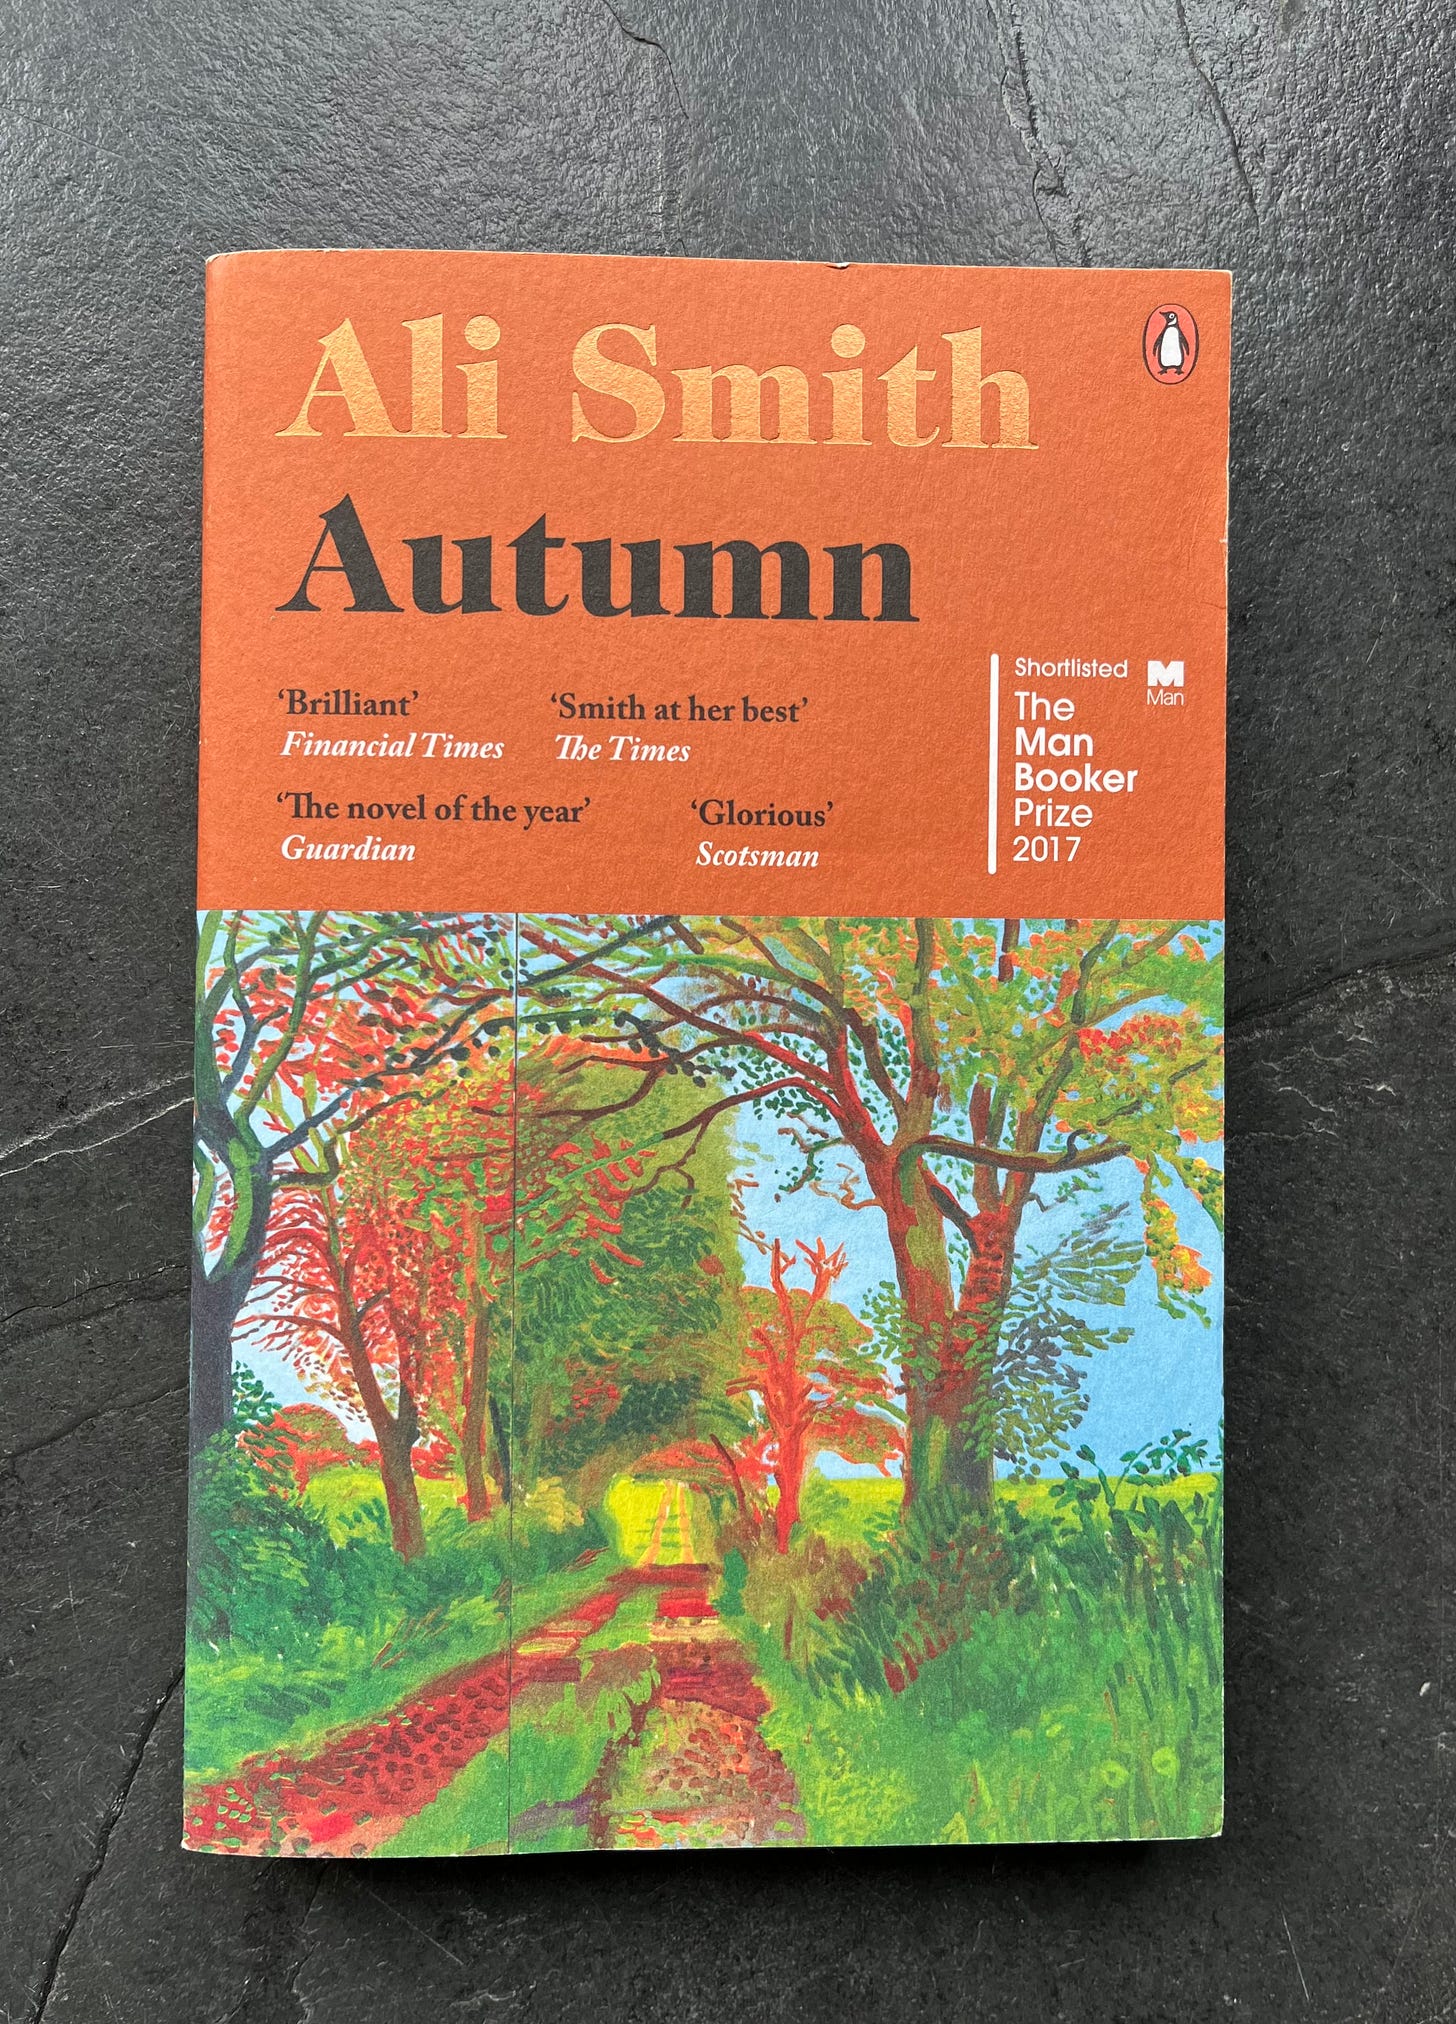 Ali Smith
Autumn
‘Brilliant’
Financial Times
‘Smith at her best’
The Times
‘The novel of the year’
Guardian
‘Glorious’
Scotsman
Shortlisted
M
Man
The
Man
Booker
Prize
2017